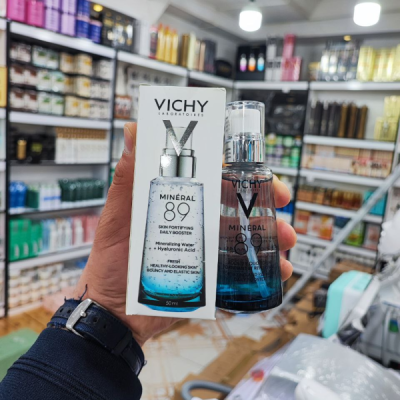 VICHY
LABORATOIRES
MINÉRAL
89
SKIN FORTIFYING
DAILY BOOSTER
Mineralizing Water
+ Hyaluronic Acid
FRESH
HEALTHY-LOOKING SKIN
BOUNCY AND ELASTIC SKIN
VICHY
MINÉRAL
89